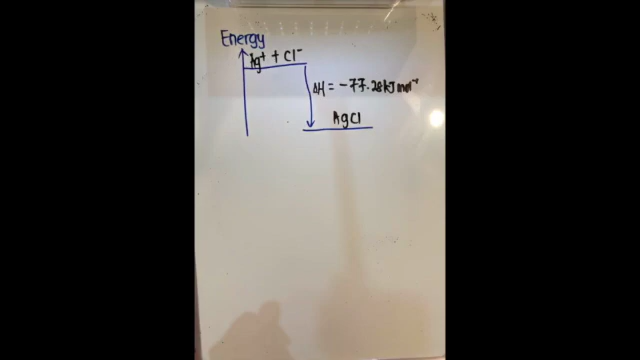 Energy
Ag⁺ + Cl⁻
ΔH = -77.28 kJ mol⁻¹
AgCl